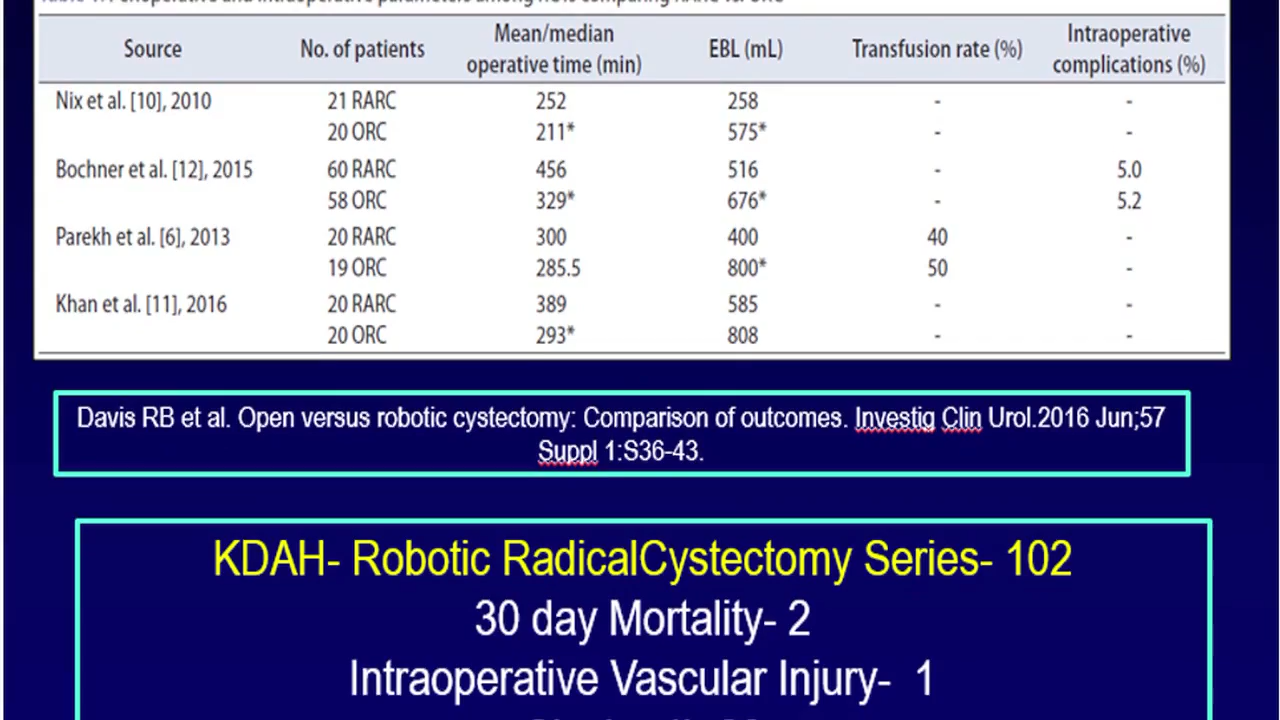 Source No. of patients Mean/median operative time (min) EBL (mL) Transfusion rate (%) Intraoperative complications (%)
Nix et al. [10], 2010 21 RARC 252 258 - -
20 ORC 211* 575* - -
Bochner et al. [12], 2015 60 RARC 456 516 - 5.0
58 ORC 329* 676* - 5.2
Parekh et al. [6], 2013 20 RARC 300 400 40 -
19 ORC 285.5 800* 50 -
Khan et al. [11], 2016 20 RARC 389 585 - -
20 ORC 293* 808 - -
Davis RB et al. Open versus robotic cystectomy: Comparison of outcomes. Investig Clin Urol.2016 Jun;57
Suppl 1:S36-43.
KDAH- Robotic RadicalCystectomy Series- 102
30 day Mortality- 2
Intraoperative Vascular Injury- 1